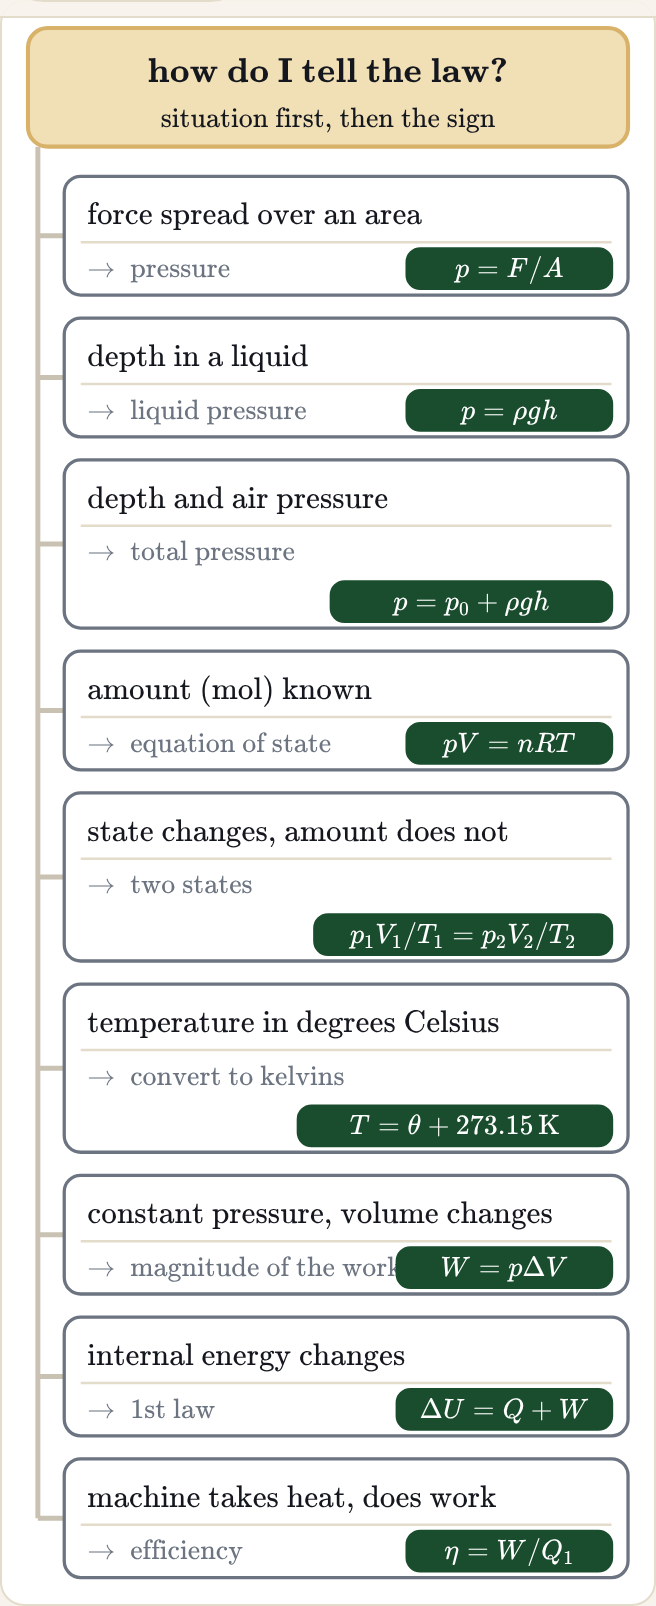 how do I tell the law?
situation first, then the sign
force spread over an area
→ pressure
p = F/A
depth in a liquid
→ liquid pressure
p = ρgh
depth and air pressure
→ total pressure
p = p₀ + ρgh
amount (mol) known
→ equation of state
pV = nRT
state changes, amount does not
→ two states
p₁V₁/T₁ = p₂V₂/T₂
temperature in degrees Celsius
→ convert to kelvins
T = θ + 273.15 K
constant pressure, volume changes
→ magnitude of the work
W = pΔV
internal energy changes
→ 1st law
ΔU = Q + W
machine takes heat, does work
→ efficiency
η = W/Q₁